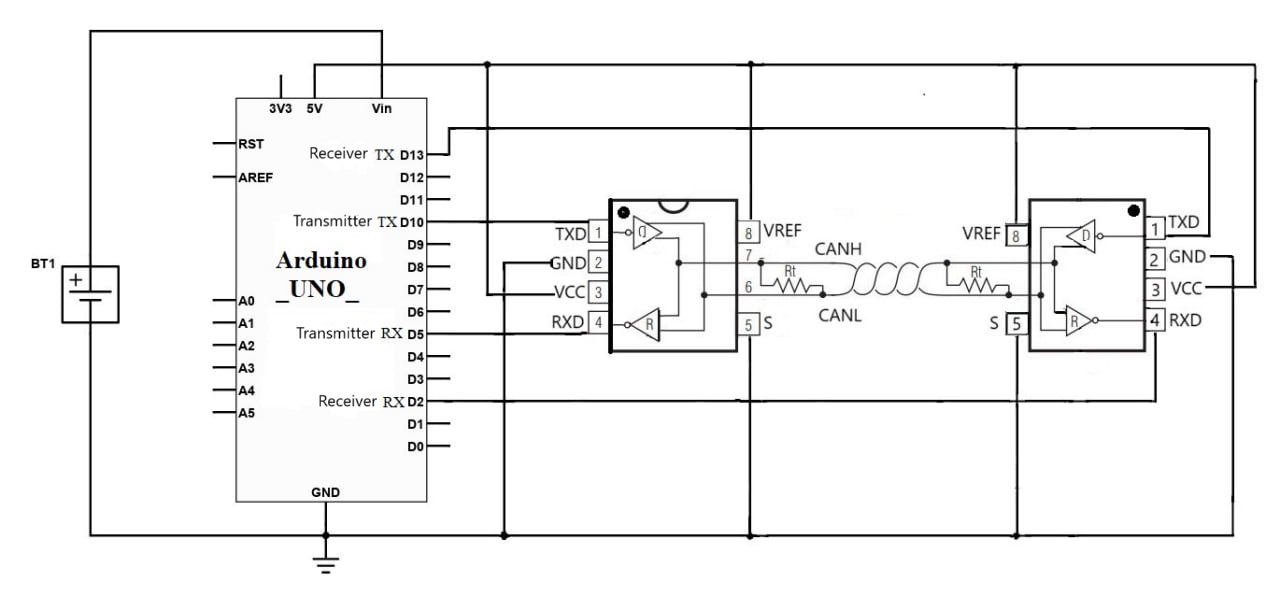 3V3 5V Vin
RST
Receiver TX D13
AREF
D12
D11
Transmitter TX D10
D9
Arduino
_UNO_
D8
D7
D6
A0
A1
Transmitter RX D5
A2
D4
A3
D3
A4
Receiver RX D2
A5
D1
D0
GND
BT1
+
TXD 1
GND 2
VCC 3
RXD 4
D
R
8 VREF
7
6
5 S
CANH
Rt
Rt
CANL
VREF 8
S 5
D
R
1 TXD
2 GND
3 VCC
4 RXD